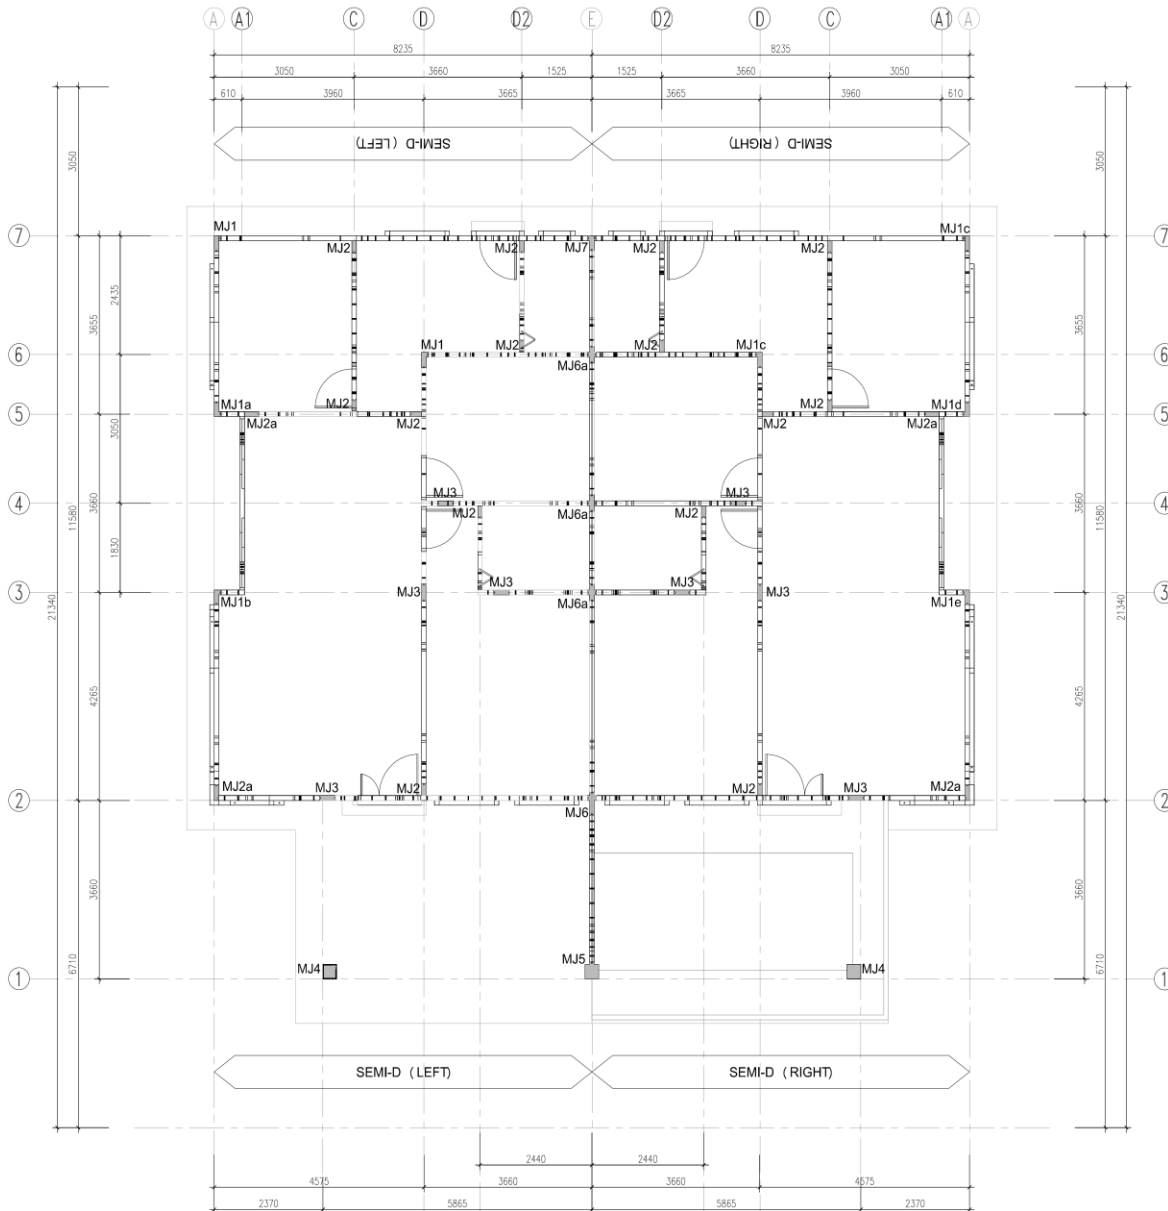 A A1 C D D2 E D2 D C A1 A
8235 8235
3050 3660 1525 1525 3660 3050
610 3960 3665 3665 3960 610
SEMI-D (LEFT) SEMI-D (RIGHT)
3050 3050
MJ1 MJ1c
7 MJ2 MJ2 MJ7 MJ2 MJ2 7
2435
3655 3655
MJ1 MJ2 MJ2 MJ1c
6 MJ6a 6
MJ1a MJ2 MJ2 MJ1d
5 MJ2a MJ2 MJ2 MJ2a 5
3050
MJ3 MJ3
4 MJ2 MJ6a MJ2 4
11580 3660 3660 11580
1830
MJ3 MJ3
3 MJ1b MJ3 MJ6a MJ3 MJ1e 3
21340 21340
4265 4265
MJ2a MJ3 MJ2 MJ2 MJ3 MJ2a
2 MJ6 2
3660 3660
6710 6710
MJ5
1 MJ4 MJ4 1
SEMI-D (LEFT) SEMI-D (RIGHT)
2440 2440
4575 3660 3660 4575
2370 5865 5865 2370